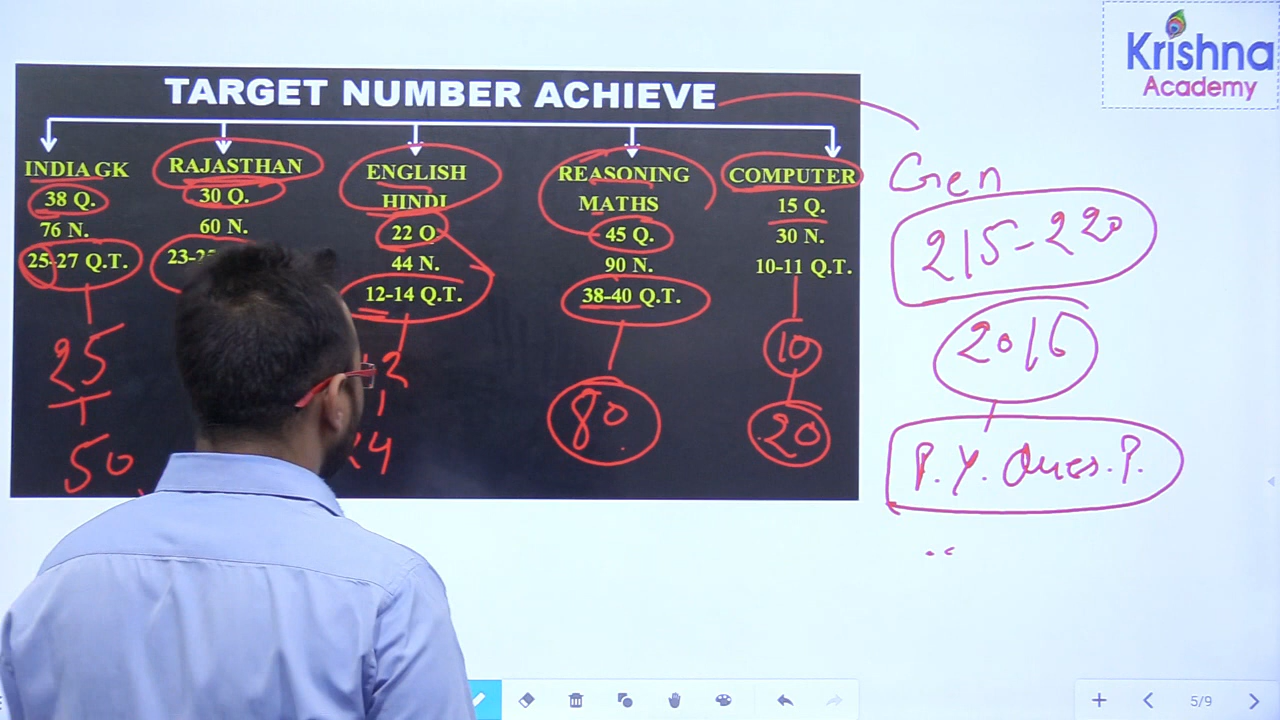 Krishna
Academy
TARGET NUMBER ACHIEVE
INDIA GK
38 Q.
76 N.
25-27 Q.T.
25
50
RAJASTHAN
30 Q.
60 N.
ENGLISH
HINDI
22 Q
44 N.
12-14 Q.T.
REASONING
MATHS
45 Q.
90 N.
38-40 Q.T.
80
COMPUTER
15 Q.
30 N.
10-11 Q.T.
10
20
Gen
215-220
2016
P.Y. Ques. P.
5/9